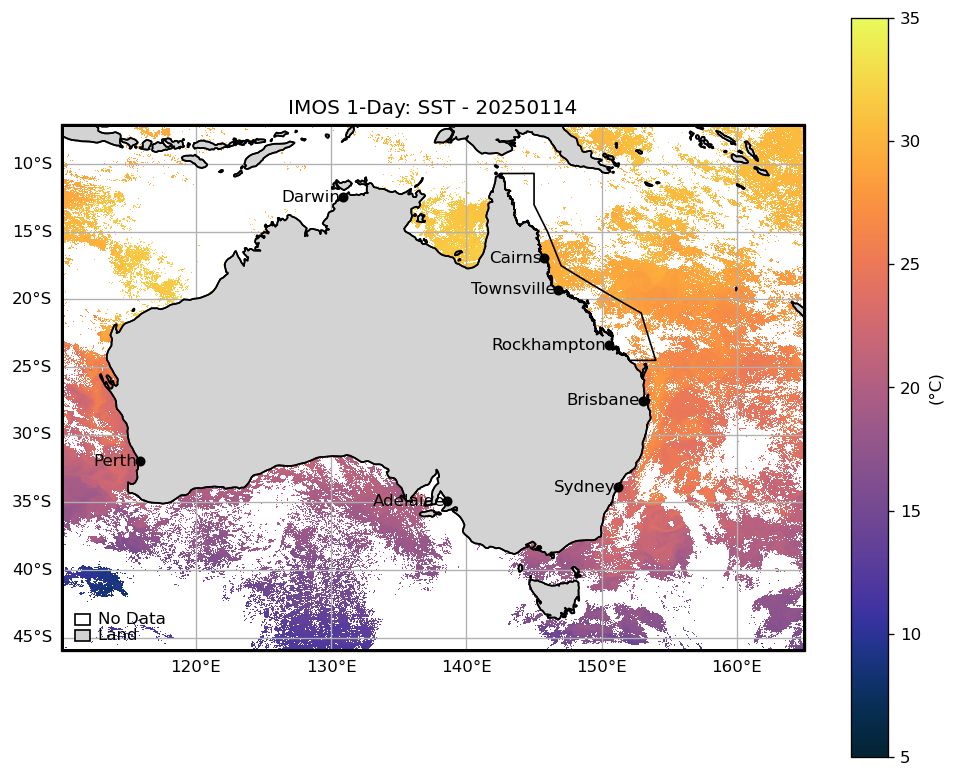 IMOS 1-Day: SST - 20250114
35
30
25
20
15
10
5
(°C)
10°S
15°S
20°S
25°S
30°S
35°S
40°S
45°S
Darwin
Cairns
Townsville
Rockhampton
Brisbane
Perth
Sydney
Adelaide
No Data
Land
120°E 130°E 140°E 150°E 160°E